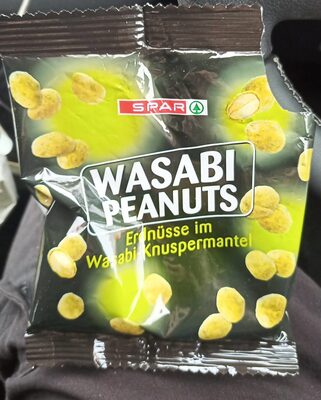 SPAR
WASABI
PEANUTS
Erdnüsse im
Wasabi-Knuspermantel